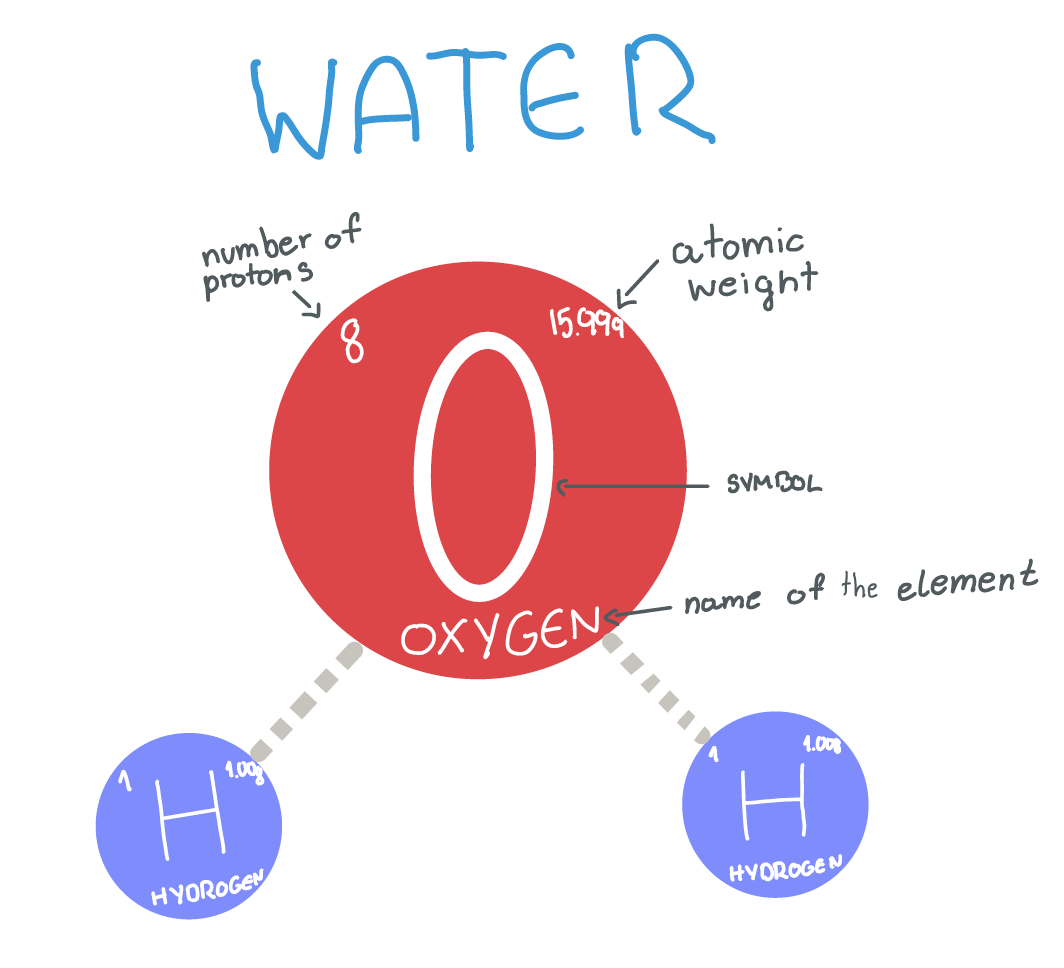 WATER
number of
protons
atomic
weight
8
15.999
O
SYMBOL
OXYGEN
name of the element
1
1.008
H
HYDROGEN
1
1.008
H
HYDROGEN